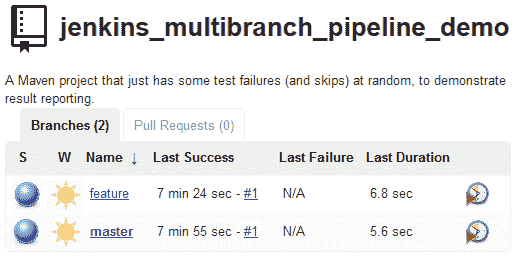 jenkins_multibranch_pipeline_demo
A Maven project that just has some test failures (and skips) at random, to demonstrate
result reporting.
Branches (2) Pull Requests (0)
S W Name ↓ Last Success Last Failure Last Duration
feature 7 min 24 sec - #1 N/A 6.8 sec
master 7 min 55 sec - #1 N/A 5.6 sec